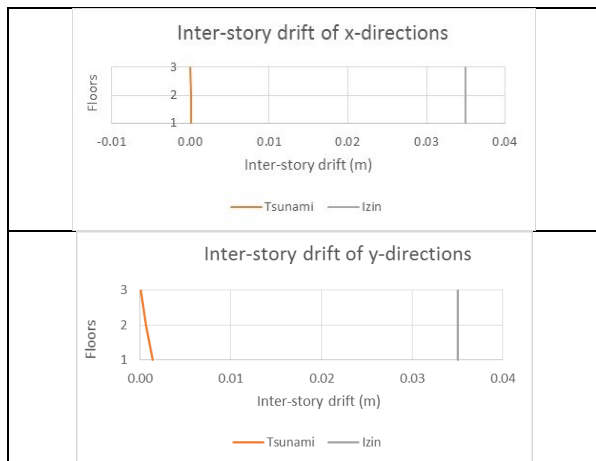 Inter-story drift of x-directions
Floors
3
2
1
-0.01 0.00 0.01 0.02 0.03 0.04
Inter-story drift (m)
Tsunami Izin
Inter-story drift of y-directions
Floors
3
2
1
0.00 0.01 0.02 0.03 0.04
Inter-story drift (m)
Tsunami Izin